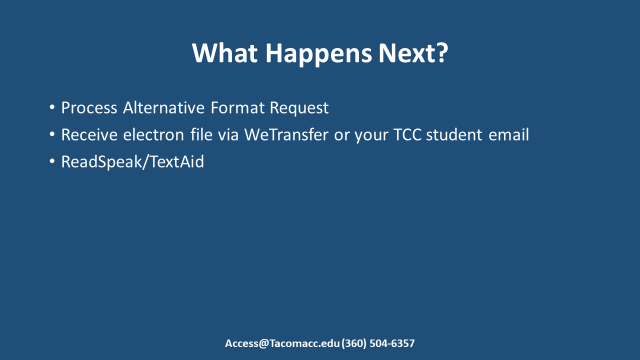 What Happens Next?
• Process Alternative Format Request
• Receive electron file via WeTransfer or your TCC student email
• ReadSpeak/TextAid
Access@Tacomacc.edu (360) 504-6357